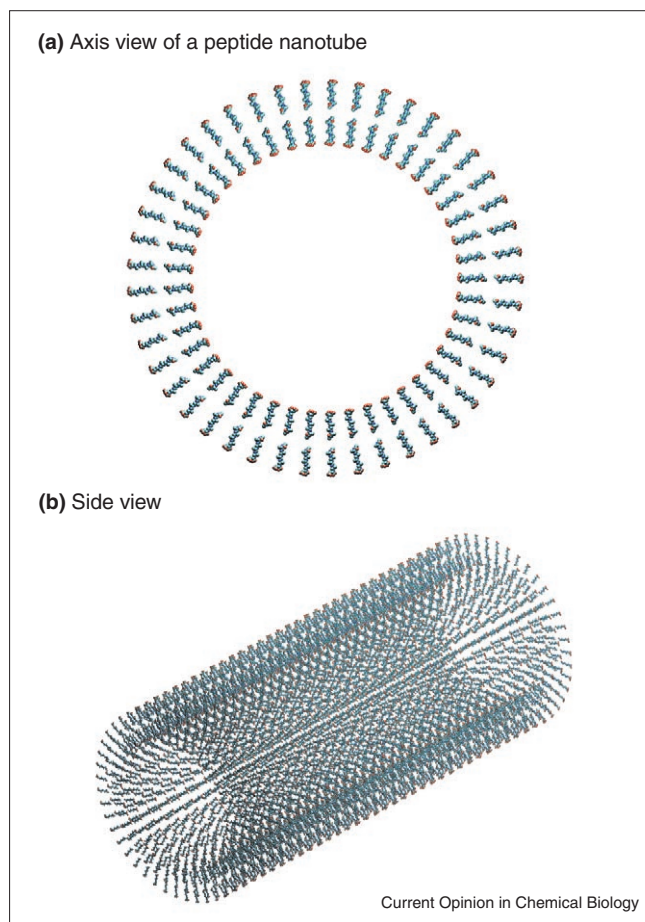 (a) Axis view of a peptide nanotube
(b) Side view
Current Opinion in Chemical Biology